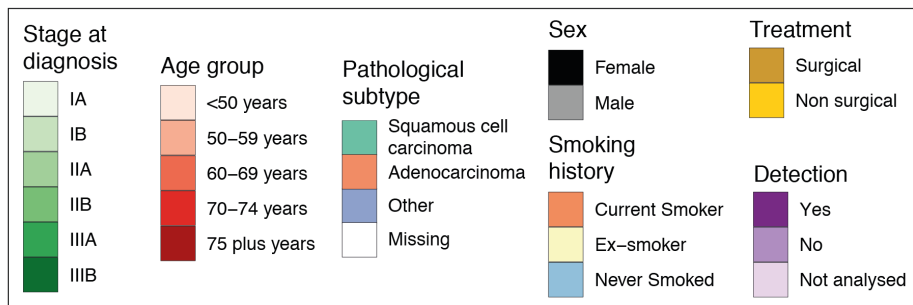 Stage at
diagnosis
IA
IB
IIA
IIB
IIIA
IIIB
Age group
<50 years
50–59 years
60–69 years
70–74 years
75 plus years
Pathological
subtype
Squamous cell
carcinoma
Adenocarcinoma
Other
Missing
Sex
Female
Male
Smoking
history
Current Smoker
Ex–smoker
Never Smoked
Treatment
Surgical
Non surgical
Detection
Yes
No
Not analysed